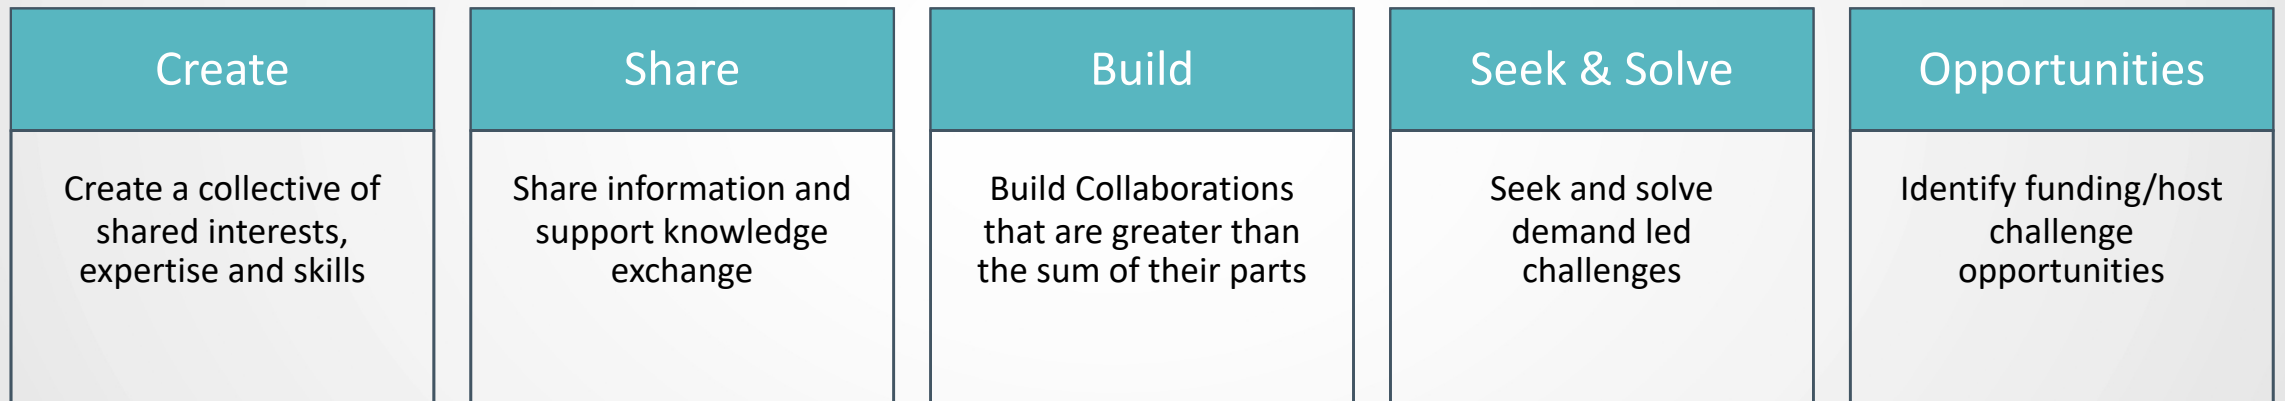 Create
Create a collective of
shared interests,
expertise and skills
Share
Share information and
support knowledge
exchange
Build
Build Collaborations
that are greater than
the sum of their parts
Seek & Solve
Seek and solve
demand led
challenges
Opportunities
Identify funding/host
challenge
opportunities